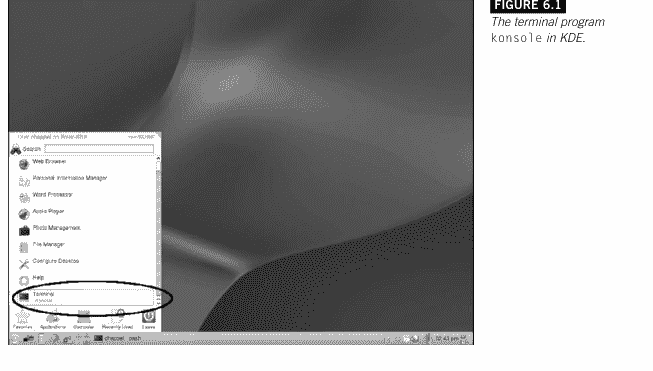 FIGURE 6.1
The terminal program
konsole in KDE.
Search:
Web Browser
Personal Information Manager
Word Processor
Audio Player
Photo Management
File Manager
Configure Devices
Help
Terminal
Favorites Applications Computer Recently Used Leave